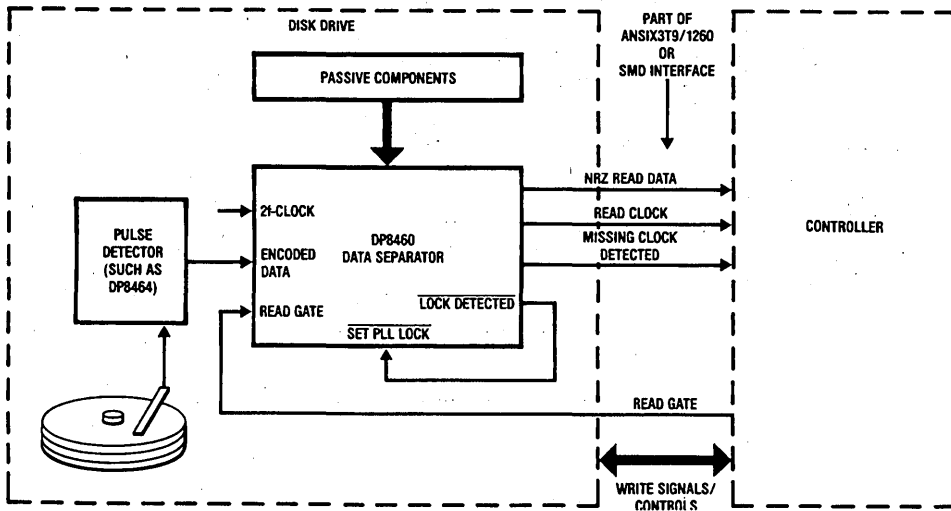 DISK DRIVE
PART OF
ANSIX3T9/1260
OR
SMD INTERFACE
PASSIVE COMPONENTS
NRZ READ DATA
2f-CLOCK
READ CLOCK
PULSE
DETECTOR
(SUCH AS
DP8464)
ENCODED
DATA
DP8460
DATA SEPARATOR
MISSING CLOCK
DETECTED
CONTROLLER
READ GATE
LOCK DETECTED
SET PLL LOCK
READ GATE
WRITE SIGNALS/
CONTROLS